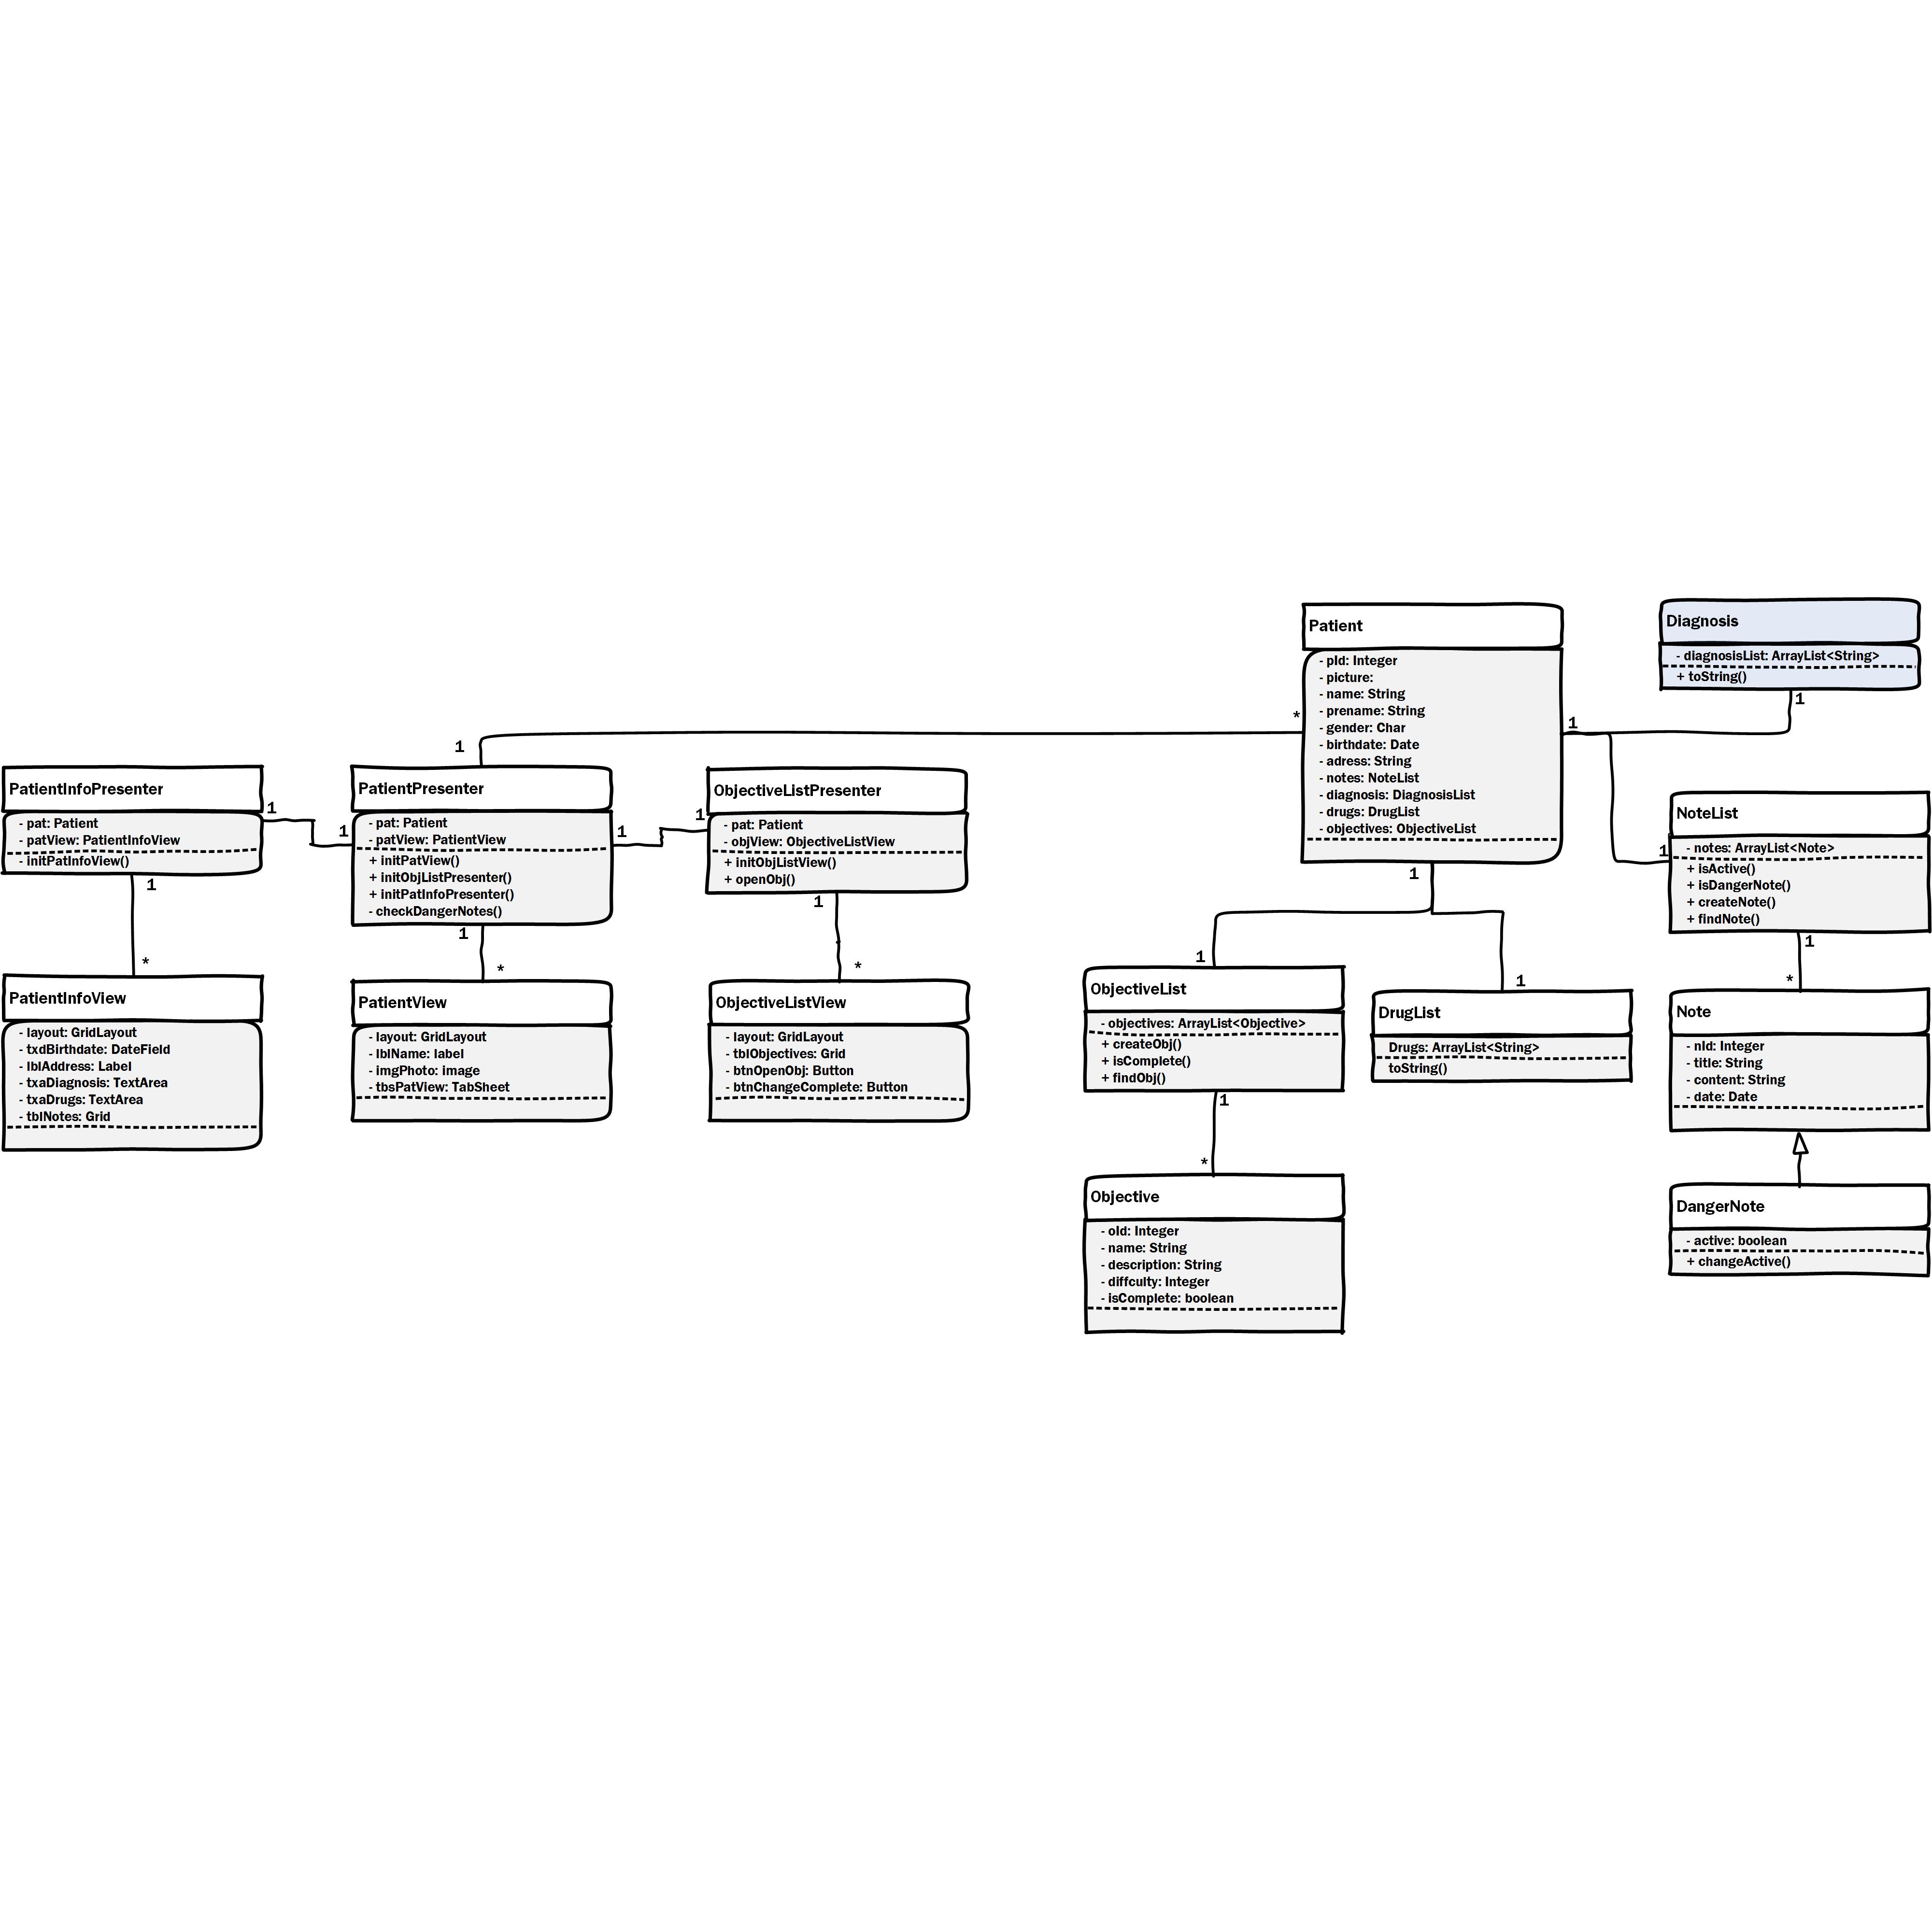 Patient
- pId: Integer
- picture:
- name: String
- prename: String
- gender: Char
- birthdate: Date
- adress: String
- notes: NoteList
- diagnosis: DiagnosisList
- drugs: DrugList
- objectives: ObjectiveList
*
1
1
Diagnosis
- diagnosisList: ArrayList<String>
+ toString()
1
1
PatientInfoPresenter
- pat: Patient
- patView: PatientInfoView
- initPatInfoView()
1
1
1
*
PatientPresenter
- pat: Patient
- patView: PatientView
+ initPatView()
+ initObjListPresenter()
+ initPatInfoPresenter()
- checkDangerNotes()
1
1
1
*
ObjectiveListPresenter
- pat: Patient
- objView: ObjectiveListView
+ initObjListView()
+ openObj()
1
*
NoteList
- notes: ArrayList<Note>
+ isActive()
+ isDangerNote()
+ createNote()
+ findNote()
1
1
*
PatientInfoView
- layout: GridLayout
- txdBirthdate: DateField
- lblAddress: Label
- txaDiagnosis: TextArea
- txaDrugs: TextArea
- tblNotes: Grid
PatientView
- layout: GridLayout
- lblName: label
- imgPhoto: image
- tbsPatView: TabSheet
ObjectiveListView
- layout: GridLayout
- tblObjectives: Grid
- btnOpenObj: Button
- btnChangeComplete: Button
1
ObjectiveList
- objectives: ArrayList<Objective>
+ createObj()
+ isComplete()
+ findObj()
1
*
1
DrugList
Drugs: ArrayList<String>
toString()
Note
- nId: Integer
- title: String
- content: String
- date: Date
Objective
- oId: Integer
- name: String
- description: String
- diffculty: Integer
- isComplete: boolean
DangerNote
- active: boolean
+ changeActive()